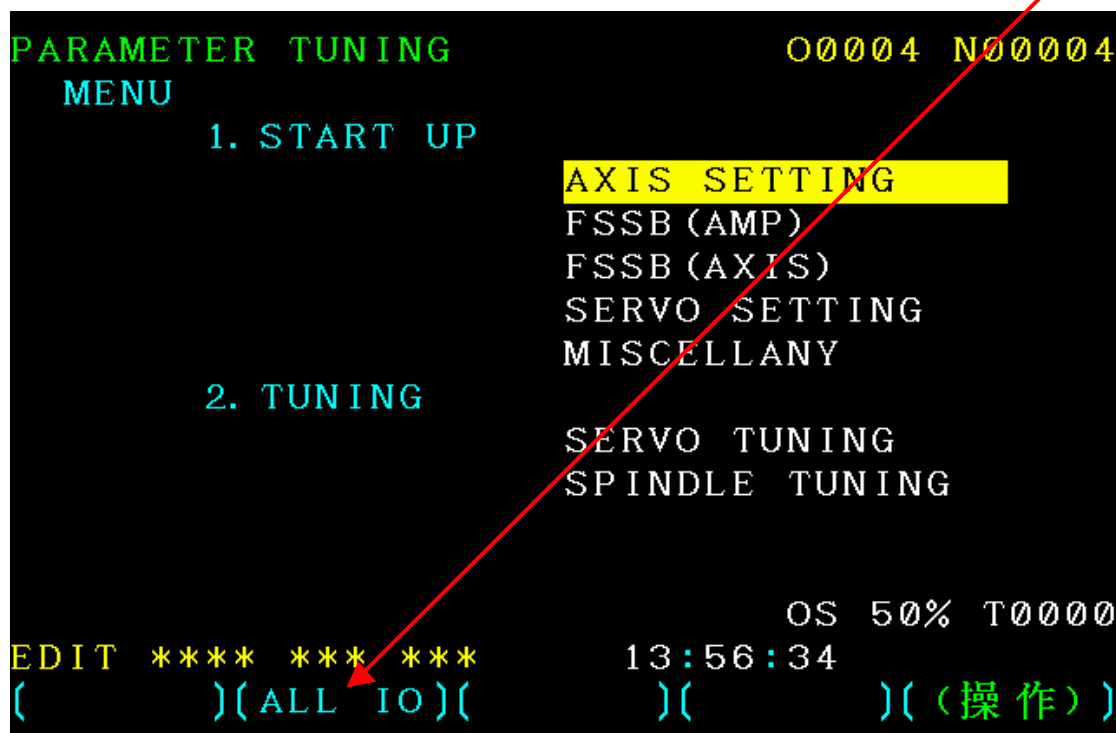 PARAMETER TUNING O0004 N00004
MENU
1. START UP
AXIS SETTING
FSSB(AMP)
FSSB(AXIS)
SERVO SETTING
MISCELLANY
2. TUNING
SERVO TUNING
SPINDLE TUNING
OS 50% T0000
EDIT **** *** *** 13:56:34
( )(ALL IO)( )( )((操作))